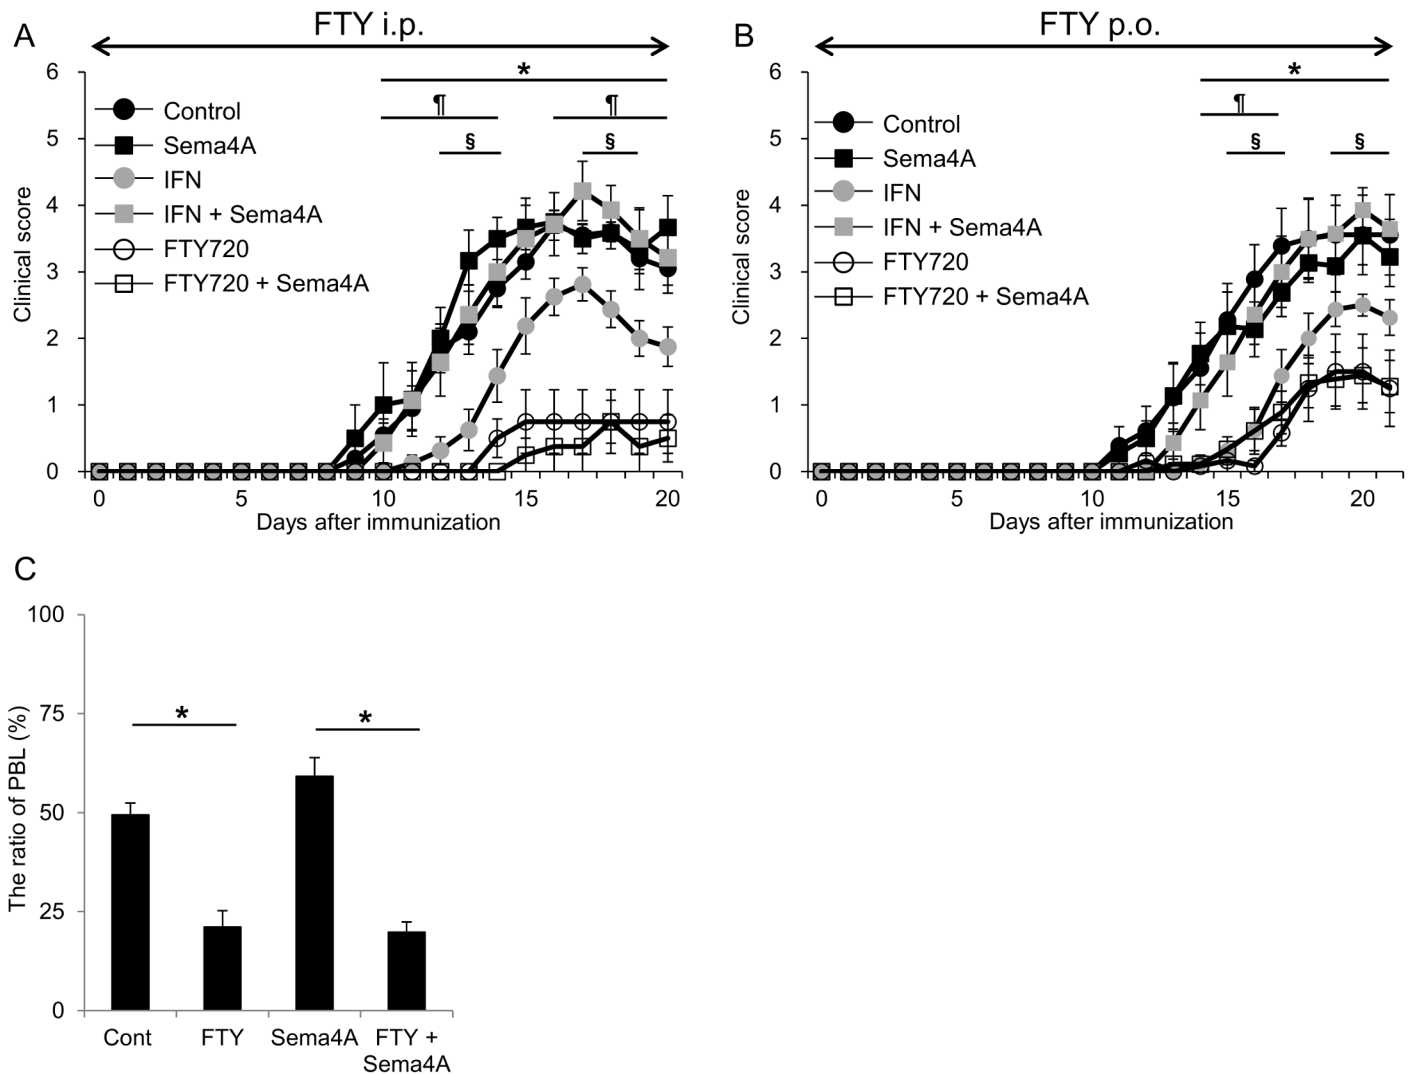 A
FTY i.p.
6
5
4
3
2
1
0
Clinical score
Control
Sema4A
IFN
IFN + Sema4A
FTY720
FTY720 + Sema4A
*
¶
¶
§
§
0
5
10
15
20
Days after immunization
B
FTY p.o.
6
5
4
3
2
1
0
Clinical score
Control
Sema4A
IFN
IFN + Sema4A
FTY720
FTY720 + Sema4A
*
¶
§
§
0
5
10
15
20
Days after immunization
C
100
75
50
25
0
The ratio of PBL (%)
*
*
Cont
FTY
Sema4A
FTY +
Sema4A